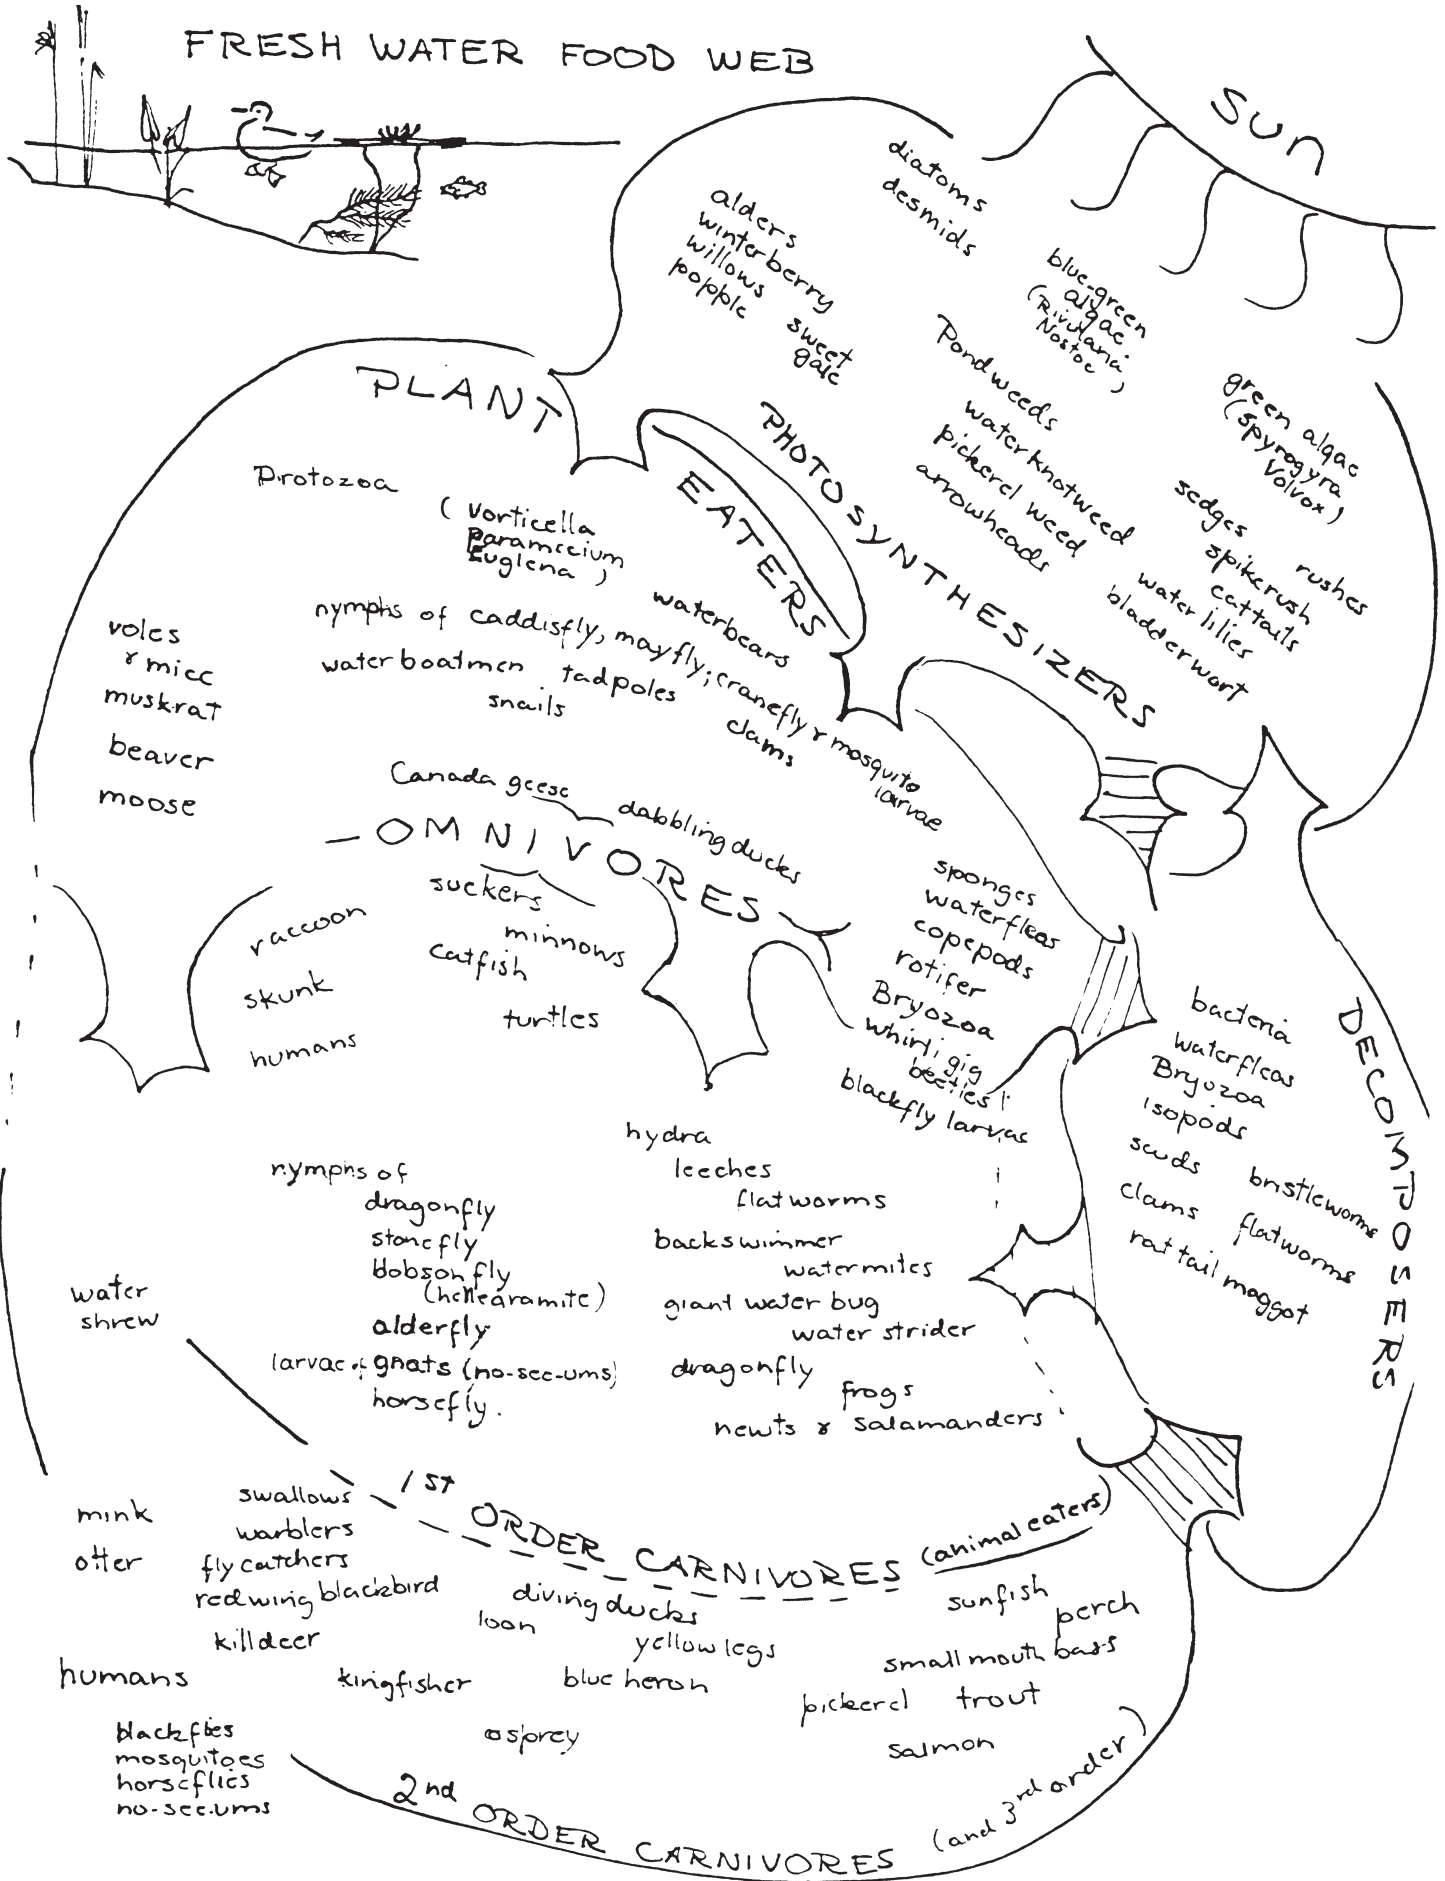 FRESH WATER FOOD WEB
Sun
diatoms
desmids
alders
winterberry
willows
popple
sweet
gale
blue-green
algae
(Rivularia,
Nostoc)
Pondweeds
water knotweed
pickerel weed
arrowheads
green algae
(spyrogyra
Volvox)
sedges
rushes
spikerush
cattails
water lilies
bladderwort
PHOTOSYNTHESIZERS
PLANT
EATERS
Protozoa
(Vorticella
Paramecium
Euglena)
waterbears
nymphs of caddisfly, mayfly; cranefly & mosquito
larvae
water boatmen
tadpoles
snails
clams
voles
& mice
muskrat
beaver
moose
Canada geese
dabbling ducks
OMNIVORES
suckers
minnows
catfish
turtles
raccoon
skunk
humans
sponges
waterfleas
copepods
rotifer
Bryozoa
whirligig
beetles
blackfly larvae
DECOMPOSERS
bacteria
waterfleas
Bryozoa
isopods
scuds
bristleworms
clams
flatworms
rat tail maggot
hydra
leeches
flatworms
backswimmer
watermites
giant water bug
water strider
dragonfly
frogs
newts & salamanders
nymphs of
dragonfly
stonefly
dobsonfly
(hellgramite)
alderfly
larvae of gnats (no-see-ums)
horsefly.
water
shrew
1ST ORDER CARNIVORES (animal eaters)
mink
otter
swallows
warblers
fly catchers
redwing blackbird
killdeer
diving ducks
loon
yellow legs
humans
kingfisher
blue heron
osprey
sunfish
perch
small mouth bass
pickerel
trout
salmon
blackflies
mosquitoes
horseflies
no-see-ums
2nd ORDER CARNIVORES (and 3rd order)